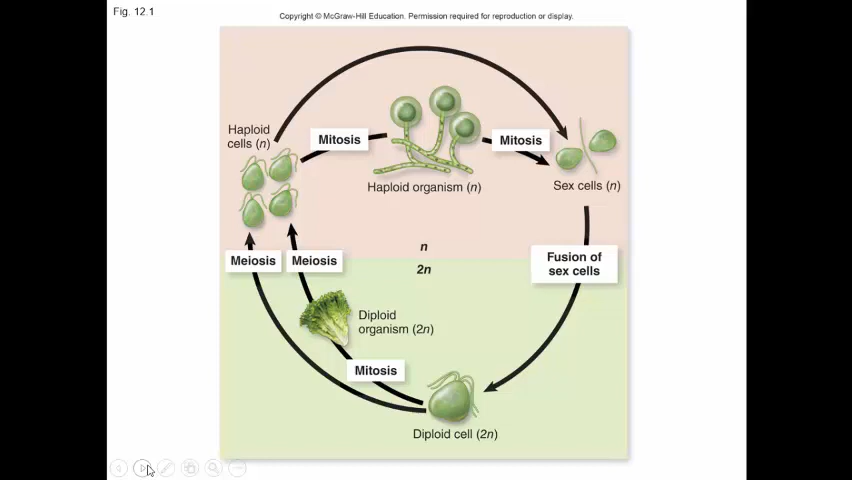 Fig. 12.1
Copyright © McGraw-Hill Education. Permission required for reproduction or display.
Haploid
cells (n)
Mitosis
Mitosis
Haploid organism (n)
Sex cells (n)
n
2n
Meiosis
Meiosis
Fusion of
sex cells
Diploid
organism (2n)
Mitosis
Diploid cell (2n)